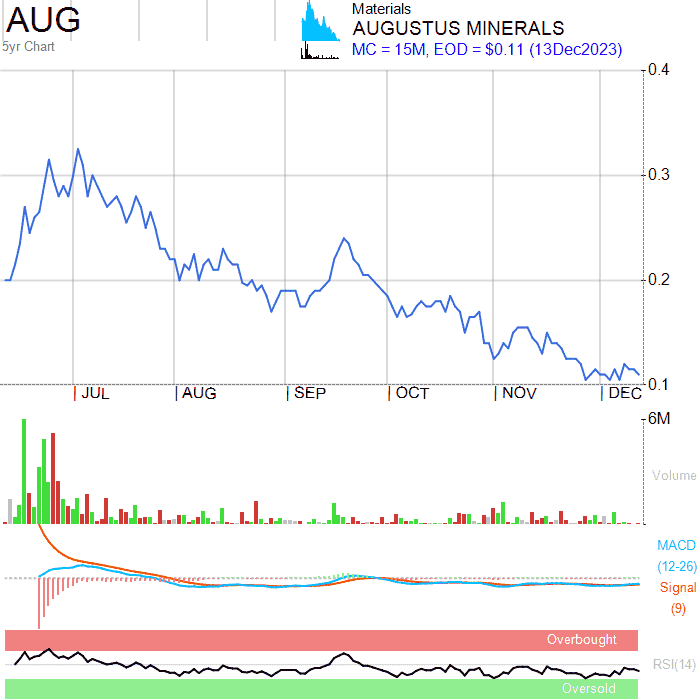 AUG
5yr Chart
Materials
AUGUSTUS MINERALS
MC = 15M, EOD = $0.11 (13Dec2023)
0.4
0.3
0.2
0.1
JUL AUG SEP OCT NOV DEC
6M
Volume
MACD
(12-26)
Signal
(9)
Overbought
RSI(14)
Oversold